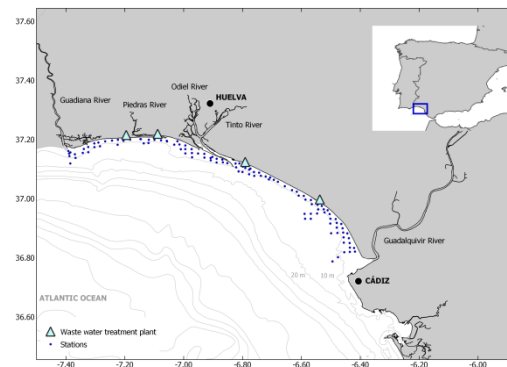 37.60
37.40
Odiel River
HUELVA
Guadiana River
Piedras River
Tinto River
37.20
37.00
Guadalquivir River
36.80
20 m
10 m
CÁDIZ
ATLANTIC OCEAN
36.60
Waste water treatment plant
Stations
-7.40
-7.20
-7.00
-6.80
-6.60
-6.40
-6.20
-6.00